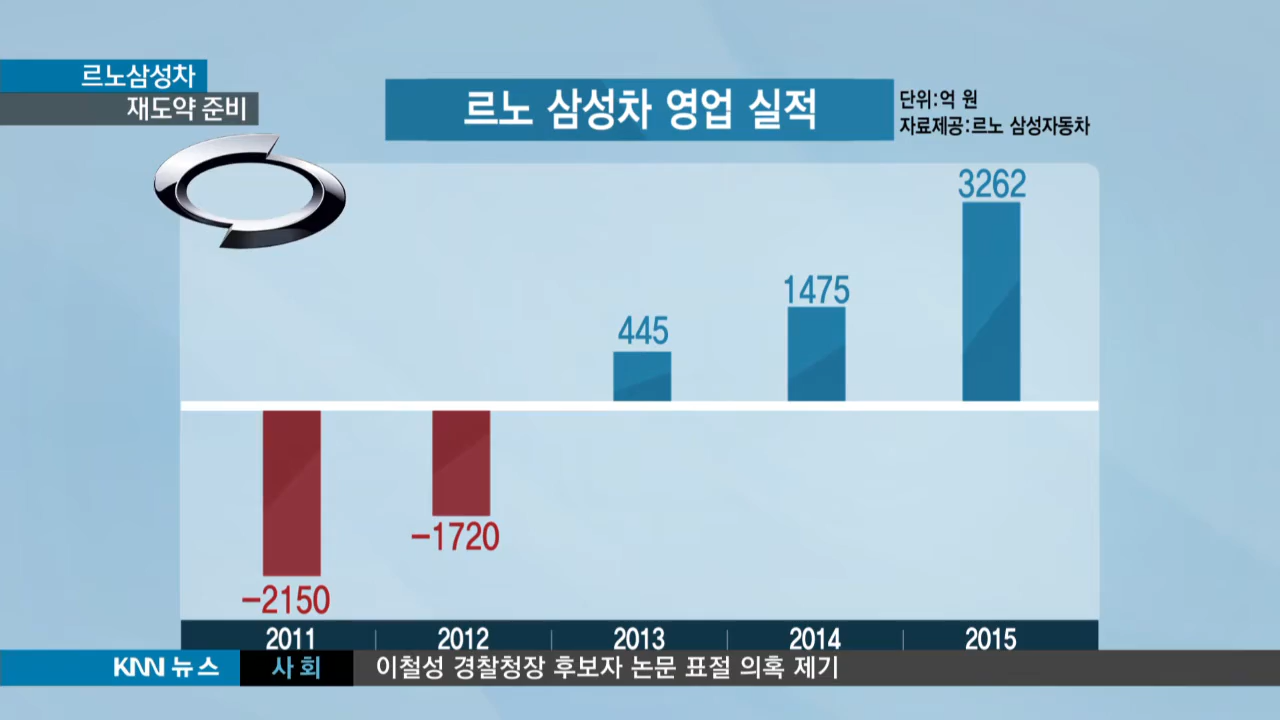 르노삼성차
재도약 준비
르노 삼성차 영업 실적
단위:억 원
자료제공:르노 삼성자동차
3262
1475
445
-1720
-2150
2011 2012 2013 2014 2015
KNN 뉴스 사회 이철성 경찰청장 후보자 논문 표절 의혹 제기